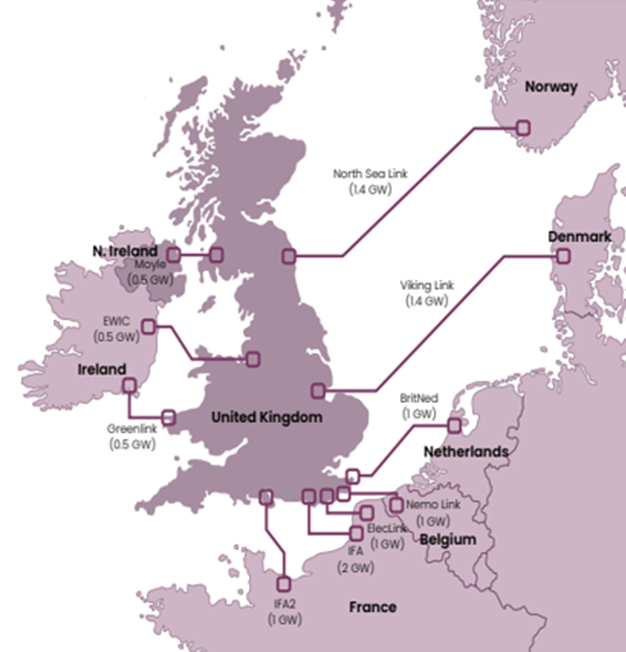 Norway
North Sea Link
(1.4 GW)
Denmark
N. Ireland
Moyle
(0.5 GW)
Viking Link
(1.4 GW)
EWIC
(0.5 GW)
Ireland
BritNed
(1 GW)
United Kingdom
Greenlink
(0.5 GW)
Netherlands
Nemo Link
(1 GW)
ElecLink
(1 GW)
Belgium
IFA
(2 GW)
IFA2
(1 GW)
France